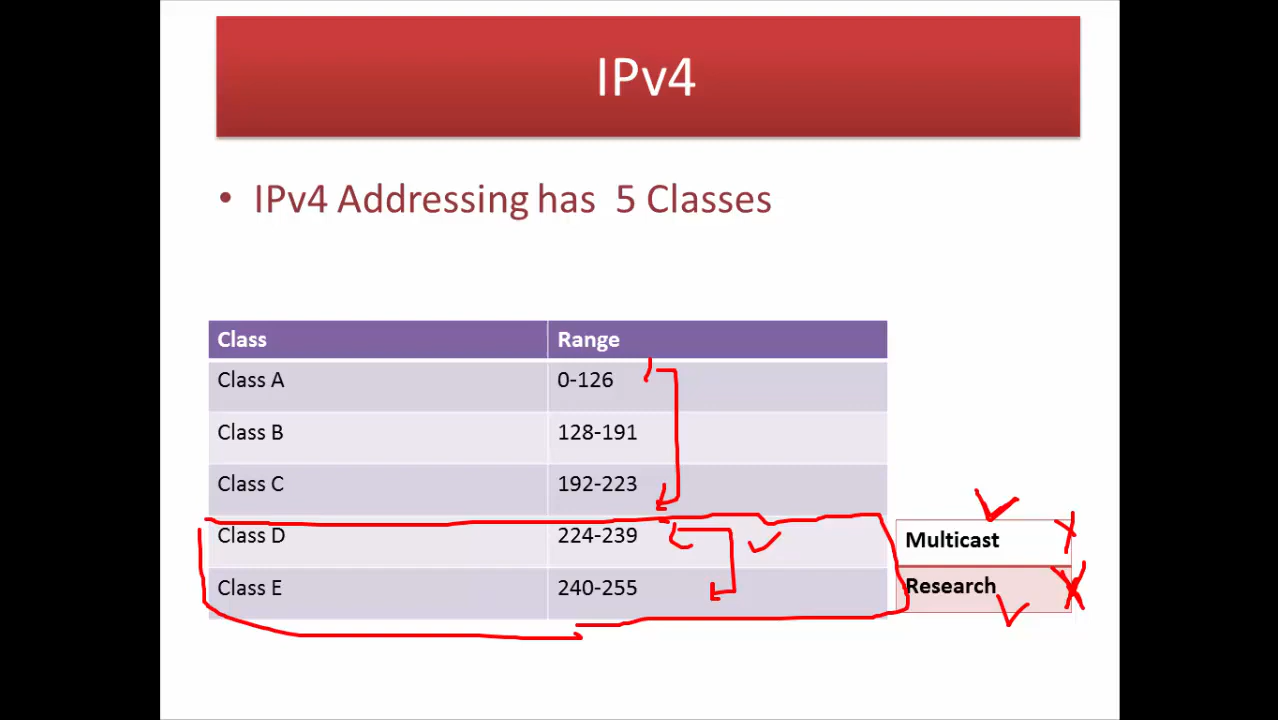 IPv4
• IPv4 Addressing has 5 Classes
Class Range
Class A 0-126
Class B 128-191
Class C 192-223
Class D 224-239 Multicast
Class E 240-255 Research